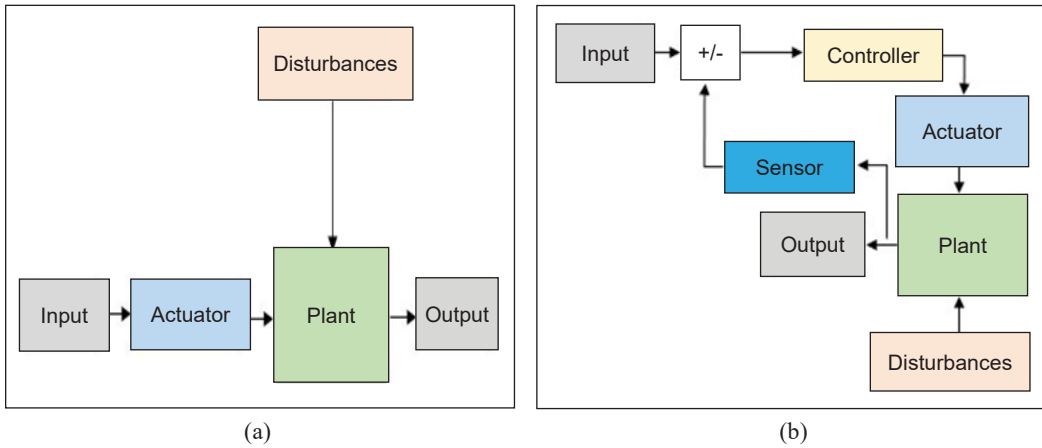 Disturbances
Input
Actuator
Plant
Output
(a)
Input
+/-
Controller
Actuator
Sensor
Output
Plant
Disturbances
(b)